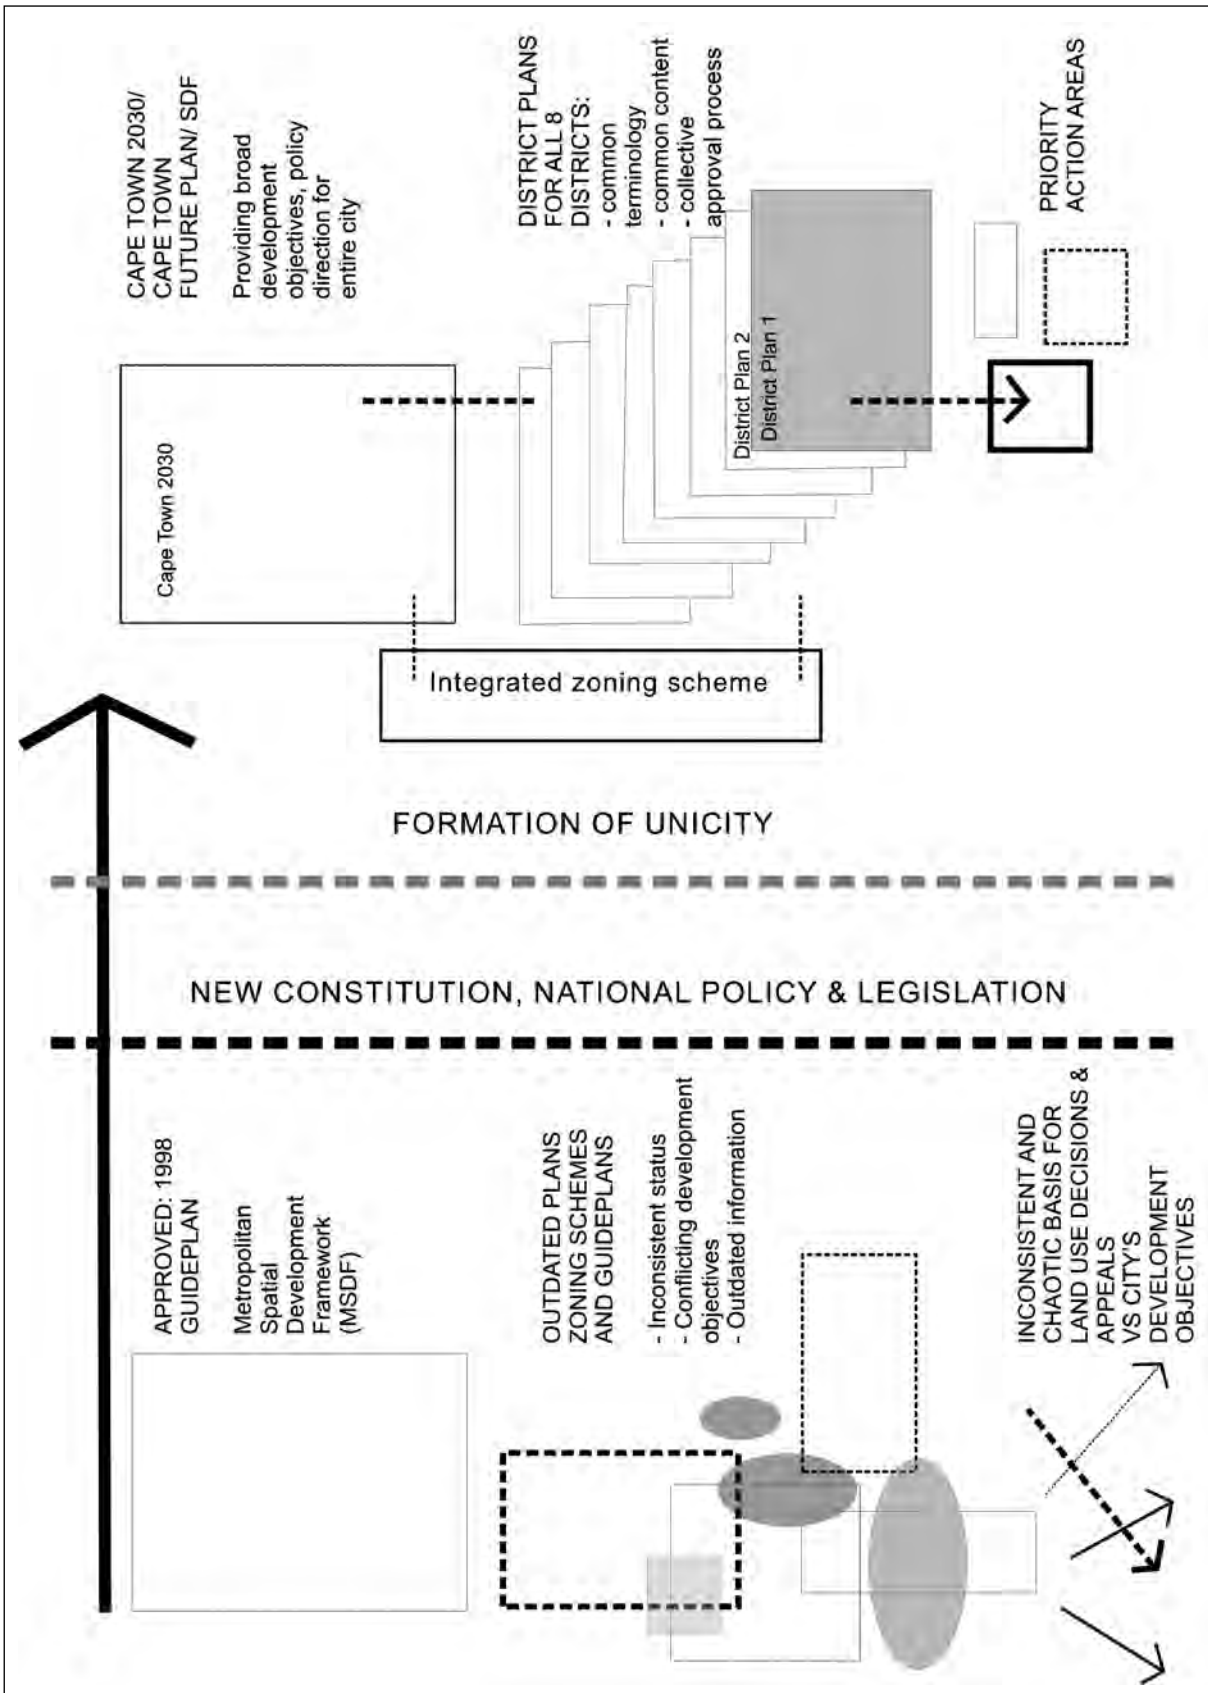 APPROVED: 1998
GUIDEPLAN
Metropolitan
Spatial
Development
Framework
(MSDF)
OUTDATED PLANS
ZONING SCHEMES
AND GUIDEPLANS
- Inconsistent status
- Conflicting development
objectives
- Outdated information
INCONSISTENT AND
CHAOTIC BASIS FOR
LAND USE DECISIONS &
APPEALS
VS CITY'S
DEVELOPMENT
OBJECTIVES
NEW CONSTITUTION, NATIONAL POLICY & LEGISLATION
FORMATION OF UNICITY
Integrated zoning scheme
Cape Town 2030
CAPE TOWN 2030/
CAPE TOWN
FUTURE PLAN/ SDF
Providing broad
development
objectives, policy
direction for
entire city
DISTRICT PLANS
FOR ALL 8
DISTRICTS:
- common
terminology
- common content
- collective
approval process
District Plan 2
District Plan 1
PRIORITY
ACTION AREAS